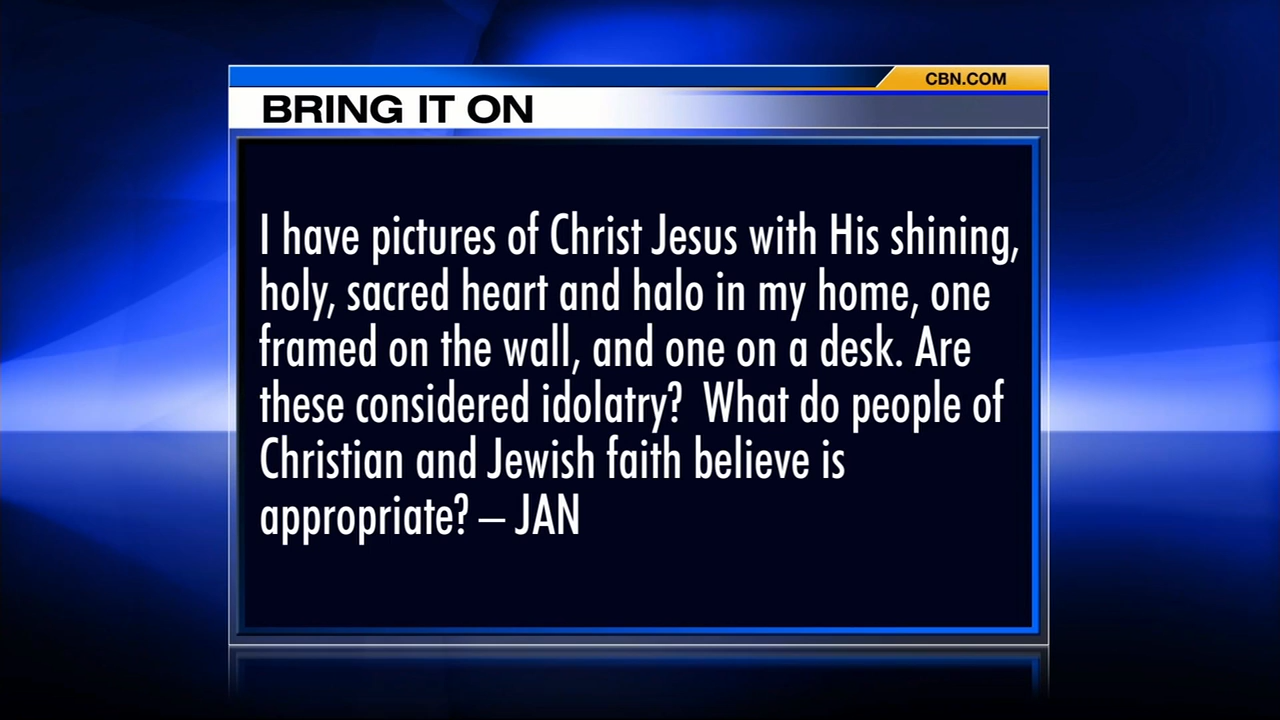 CBN.COM
BRING IT ON
I have pictures of Christ Jesus with His shining,
holy, sacred heart and halo in my home, one
framed on the wall, and one on a desk. Are
these considered idolatry?  What do people of
Christian and Jewish faith believe is
appropriate? – JAN